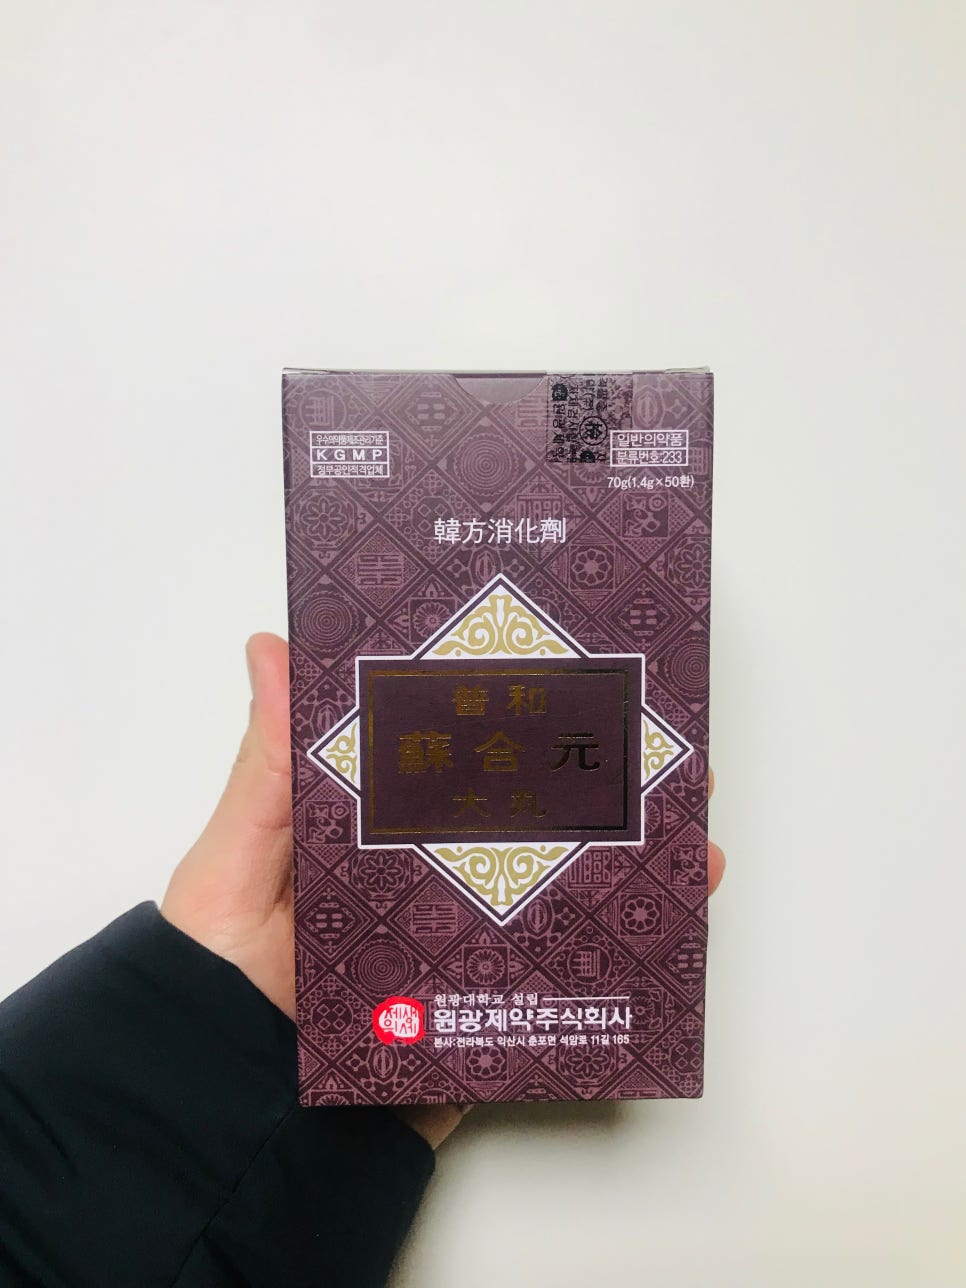 우수의약품제조관리기준
KGMP
정부공인적격업체
일반의약품
분류번호:233
70g(1.4g×50환)
韓方消化劑
普和
蘇合元
大丸
원광대학교 설립
원광제약주식회사
본사:전라북도 익산시 춘포면 석암로 11길 165